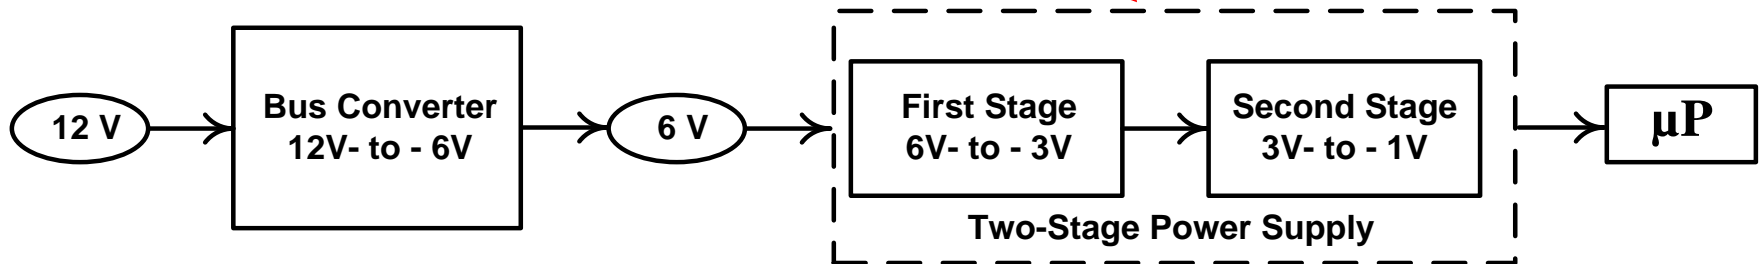 12 V
Bus Converter
12V- to - 6V
6 V
First Stage
6V- to - 3V
Second Stage
3V- to - 1V
Two-Stage Power Supply
µP